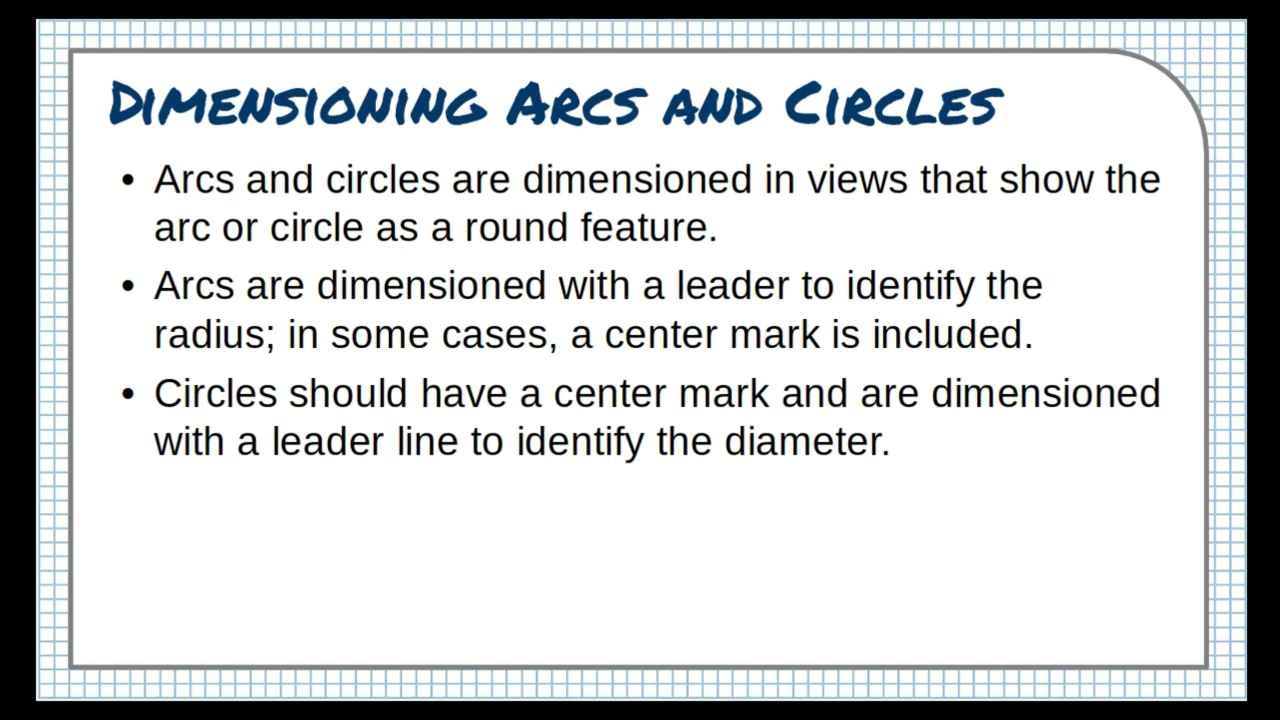 Dimensioning Arcs and Circles
• Arcs and circles are dimensioned in views that show the
arc or circle as a round feature.
• Arcs are dimensioned with a leader to identify the
radius; in some cases, a center mark is included.
• Circles should have a center mark and are dimensioned
with a leader line to identify the diameter.